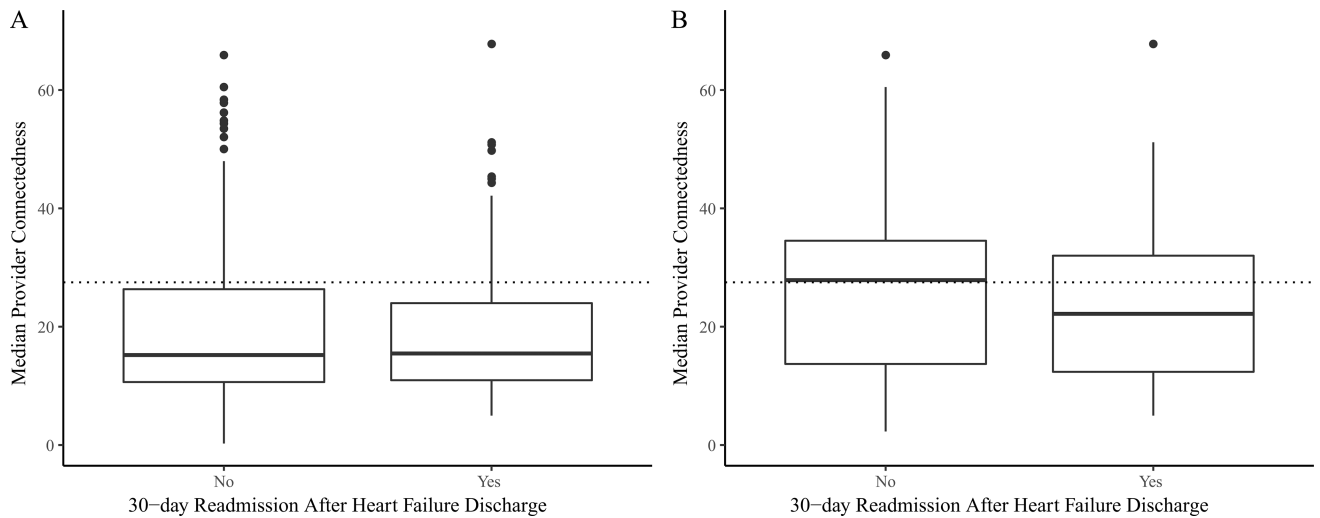 A
Median Provider Connectedness
60
40
20
0
No
Yes
30−day Readmission After Heart Failure Discharge
B
Median Provider Connectedness
60
40
20
0
No
Yes
30−day Readmission After Heart Failure Discharge